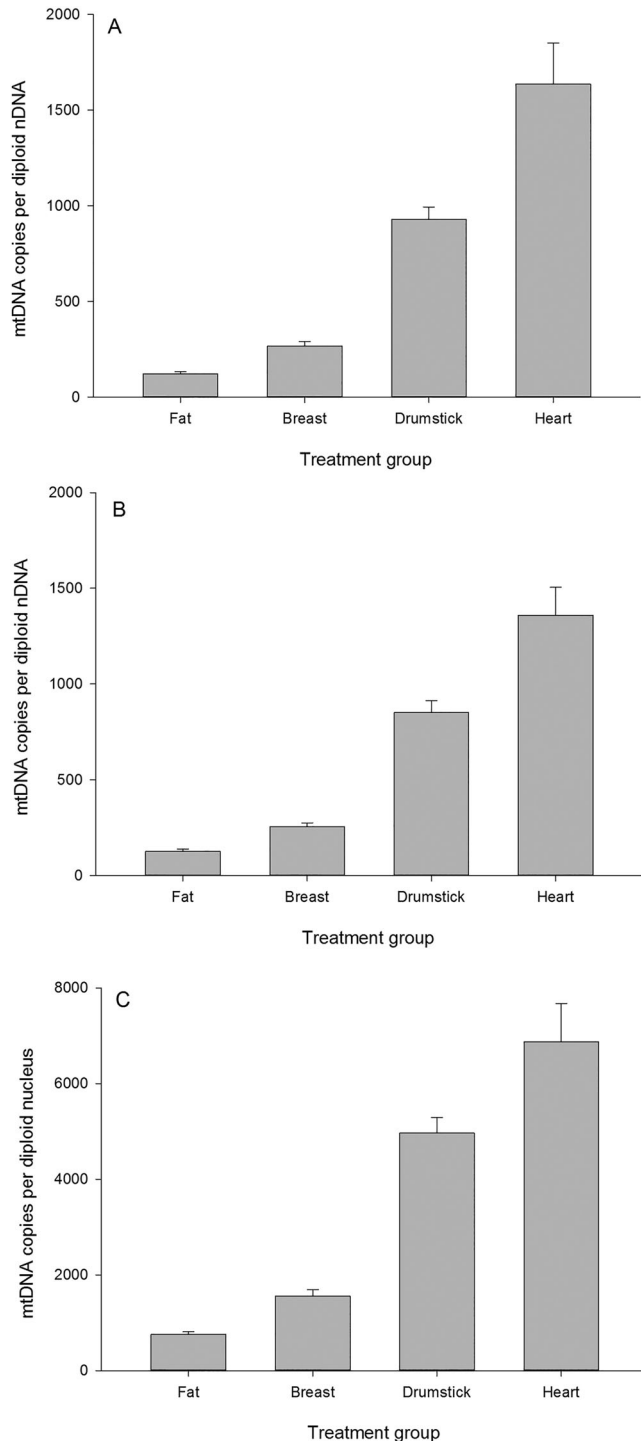 A
2000
1500
1000
500
0
mtDNA copies per diploid nDNA
Fat Breast Drumstick Heart
Treatment group
B
2000
1500
1000
500
0
mtDNA copies per diploid nDNA
Fat Breast Drumstick Heart
Treatment group
C
8000
6000
4000
2000
0
mtDNA copies per diploid nucleus
Fat Breast Drumstick Heart
Treatment group